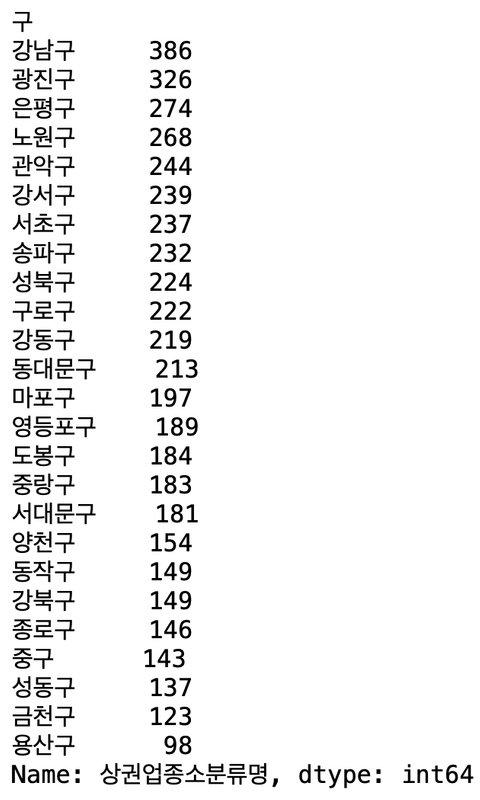 구
강남구 386
광진구 326
은평구 274
노원구 268
관악구 244
강서구 239
서초구 237
송파구 232
성북구 224
구로구 222
강동구 219
동대문구 213
마포구 197
영등포구 189
도봉구 184
중랑구 183
서대문구 181
양천구 154
동작구 149
강북구 149
종로구 146
중구 143
성동구 137
금천구 123
용산구 98
Name: 상권업종소분류명, dtype: int64